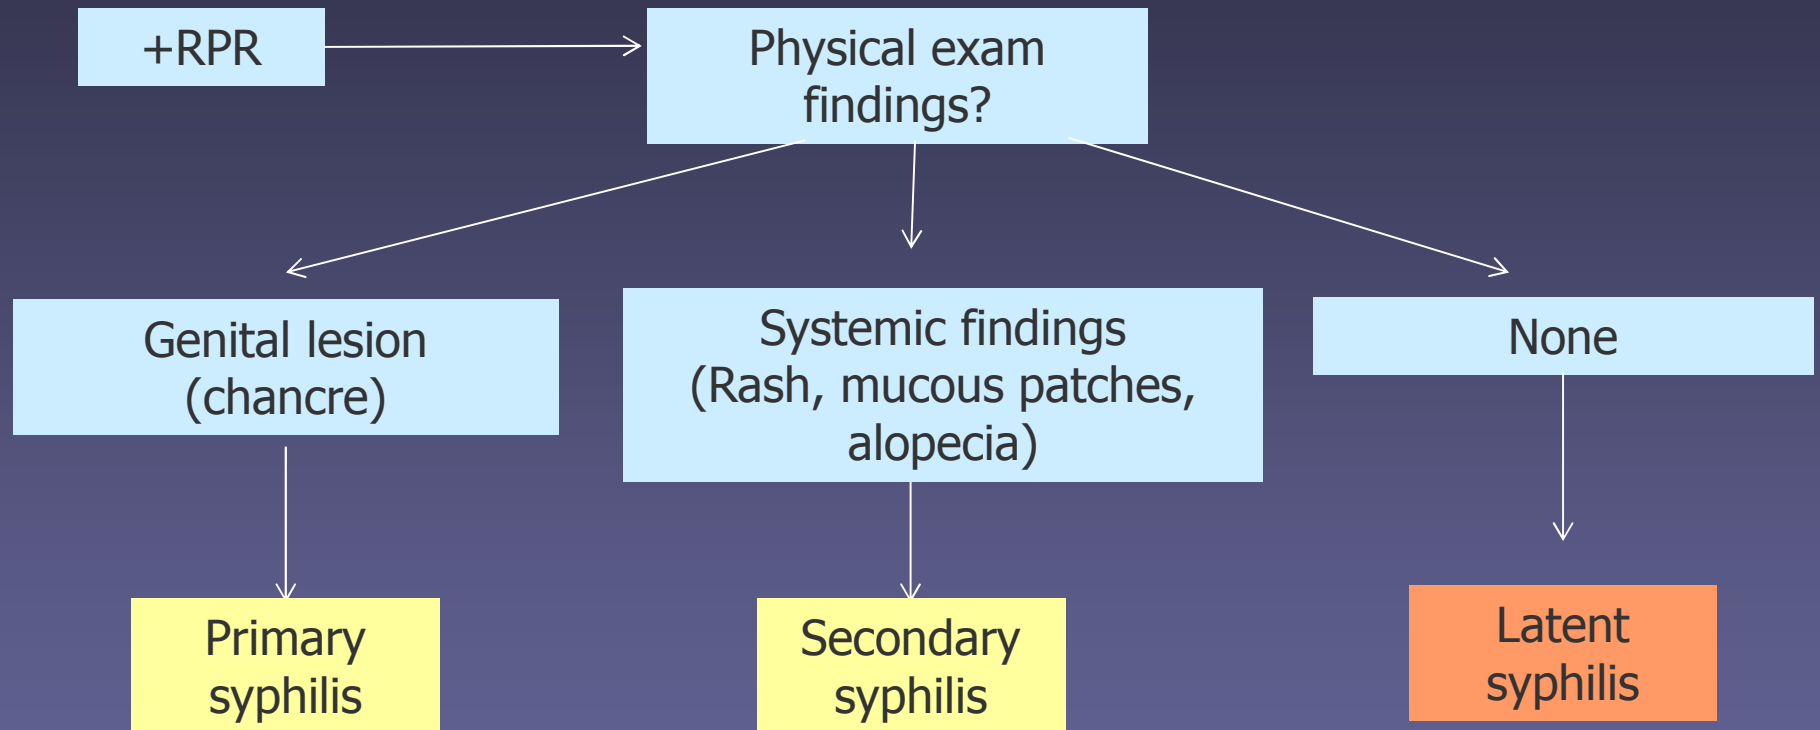 +RPR
Physical exam
findings?
Genital lesion
(chancre)
Systemic findings
(Rash, mucous patches,
alopecia)
None
Primary
syphilis
Secondary
syphilis
Latent
syphilis